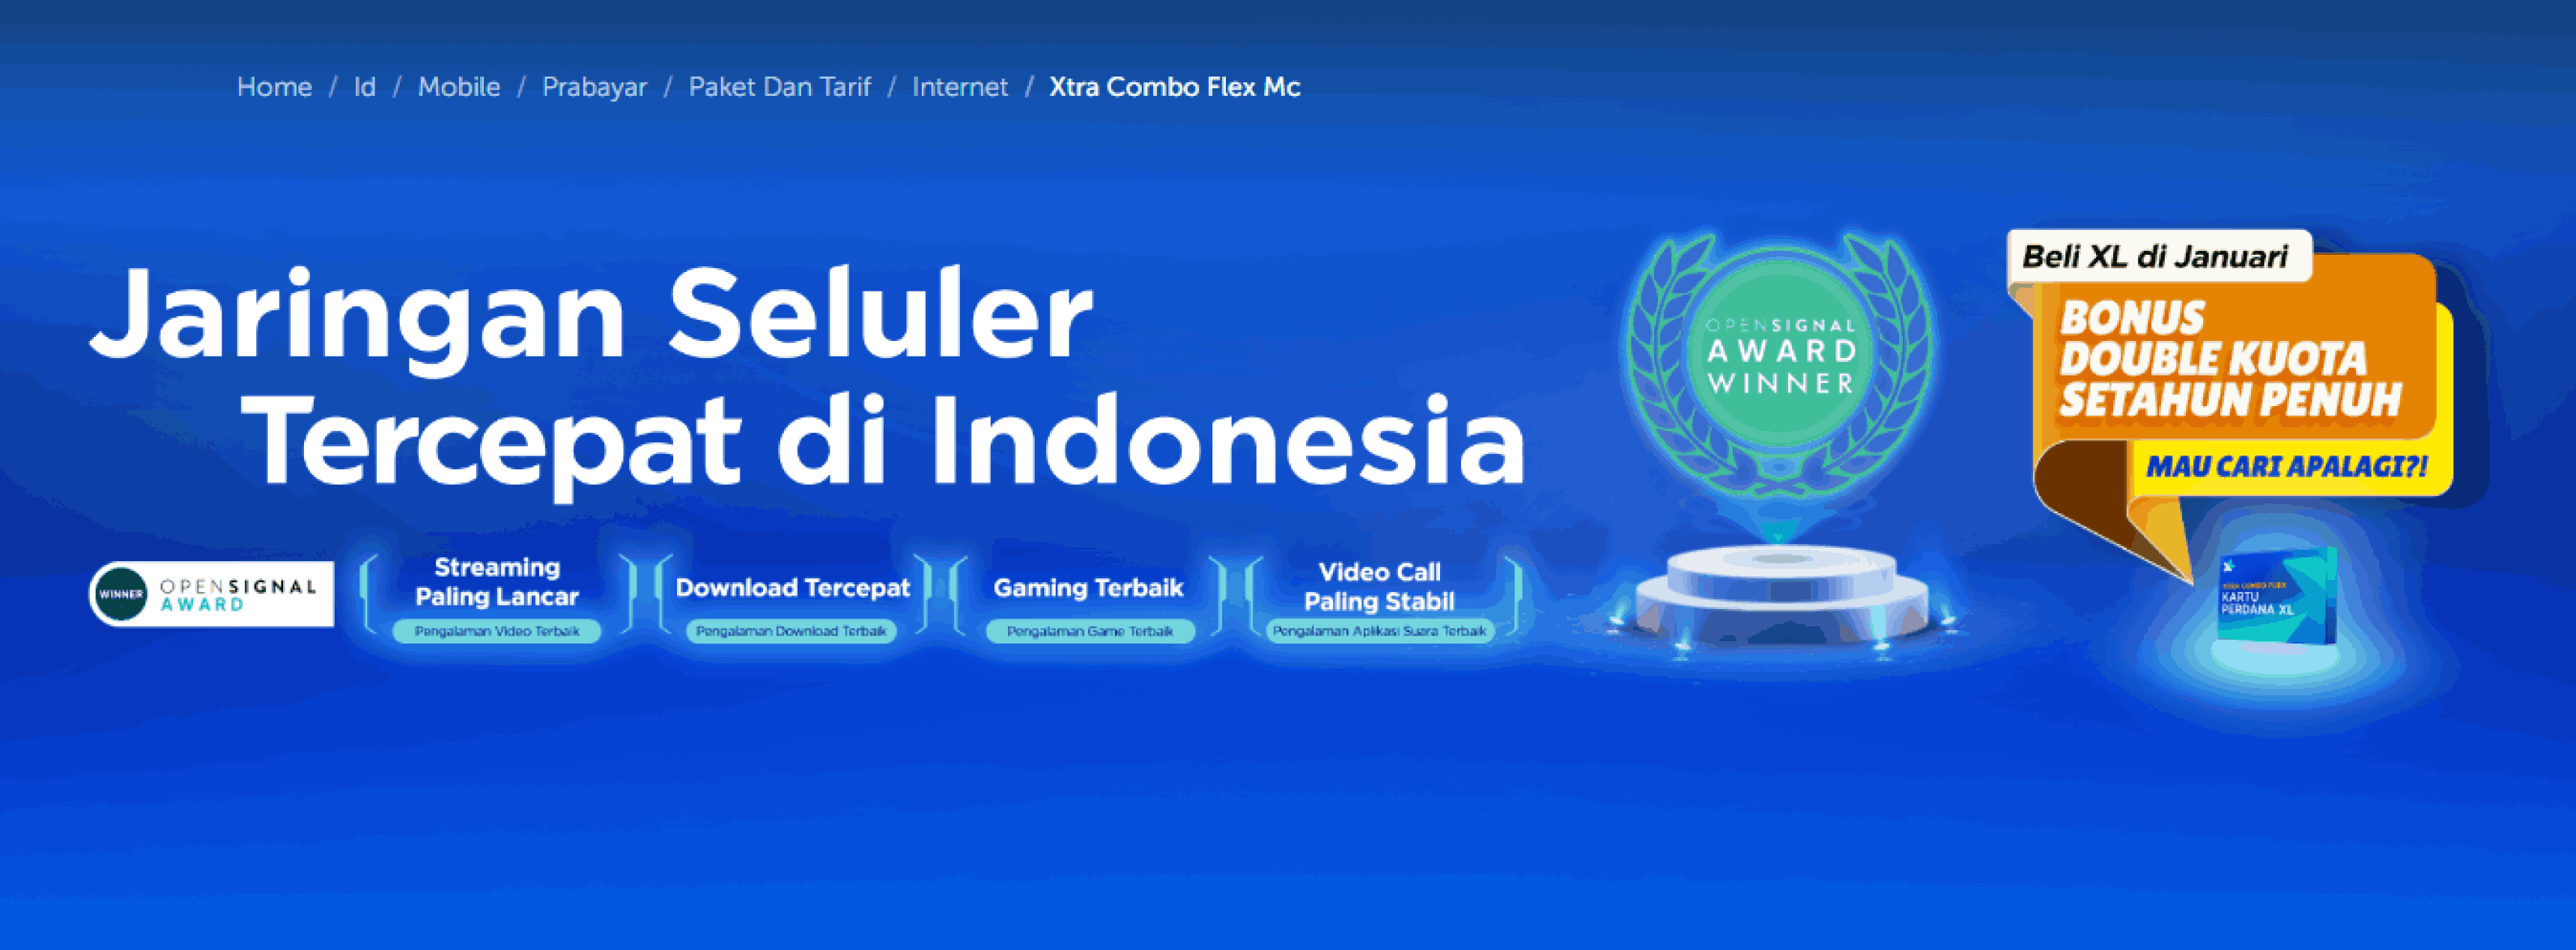 Home / Id / Mobile / Prabayar / Paket Dan Tarif / Internet / Xtra Combo Flex Mc
Jaringan Seluler
Tercepat di Indonesia
WINNER
OPENSIGNAL
AWARD
Streaming
Paling Lancar
Pengalaman Video Terbaik
Download Tercepat
Pengalaman Download Terbaik
Gaming Terbaik
Pengalaman Game Terbaik
Video Call
Paling Stabil
Pengalaman Aplikasi Suara Terbaik
OPENSIGNAL
AWARD
WINNER
Beli XL di Januari
BONUS
DOUBLE KUOTA
SETAHUN PENUH
MAU CARI APALAGI?!
XTRA COMBO FLEX
KARTU
PERDANA XL